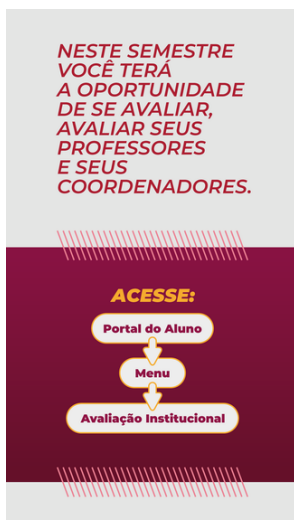 NESTE SEMESTRE
VOCÊ TERÁ
A OPORTUNIDADE
DE SE AVALIAR,
AVALIAR SEUS
PROFESSORES
E SEUS
COORDENADORES.
ACESSE:
Portal do Aluno
Menu
Avaliação Institucional